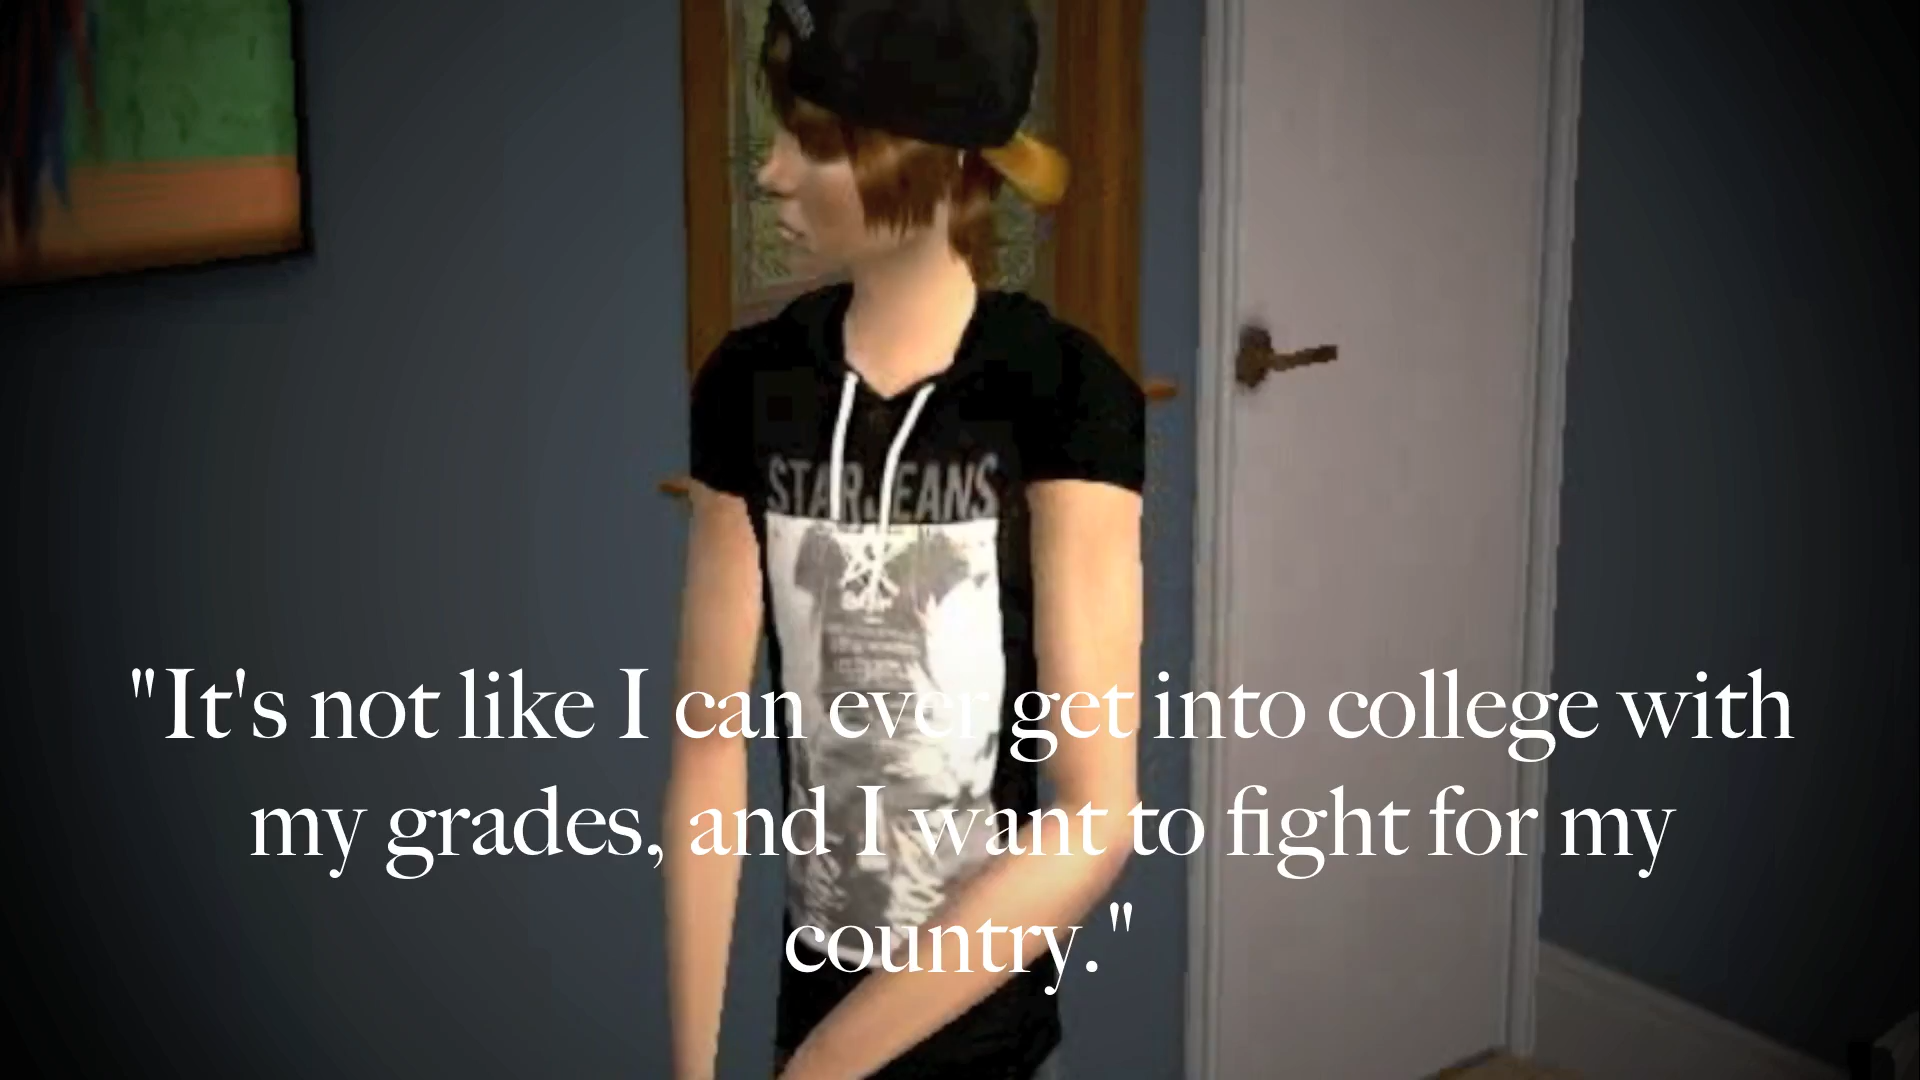 STAR JEANS
"It's not like I can ever get into college with
my grades, and I want to fight for my
country."